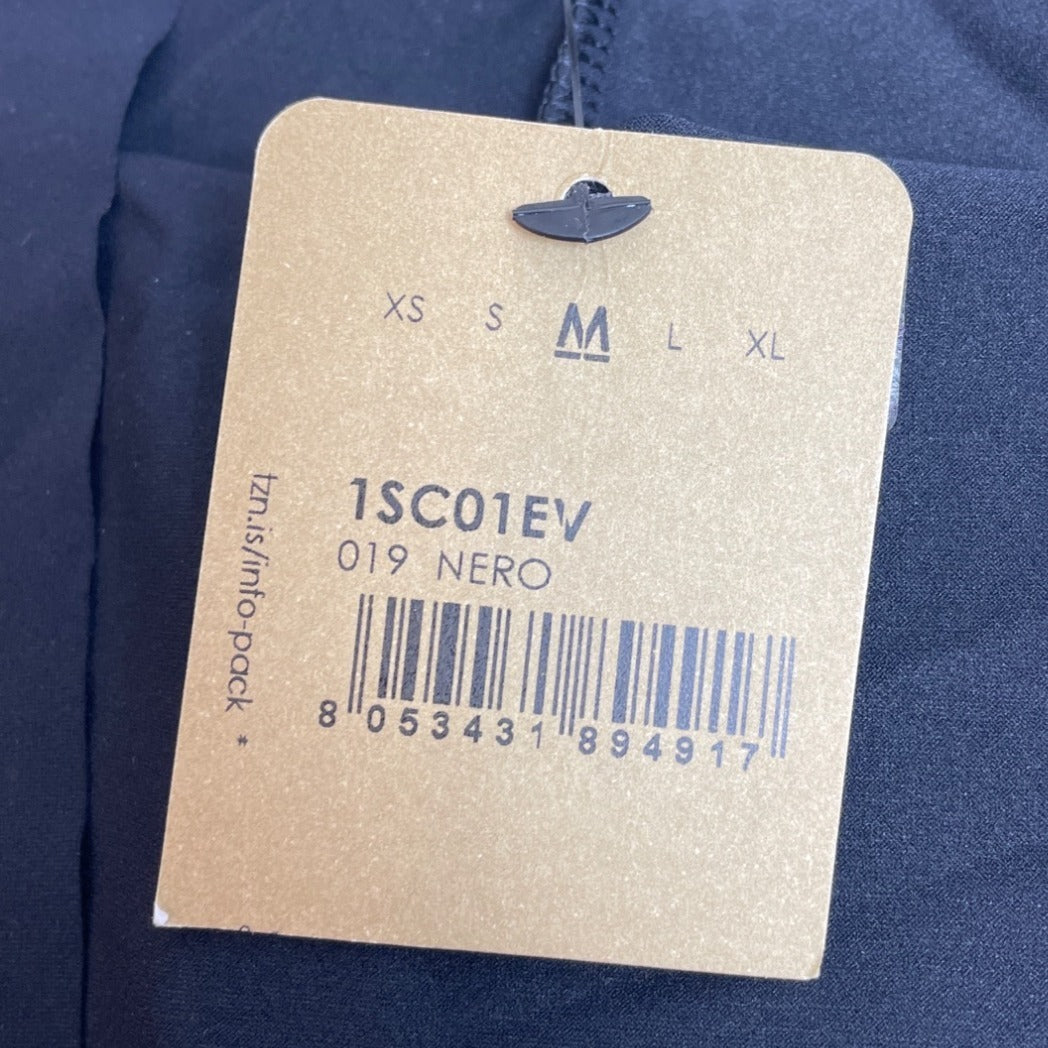 XS S M L XL
1SC01EV
019 NERO
8 053431 894917
tzn.is/info-pack *